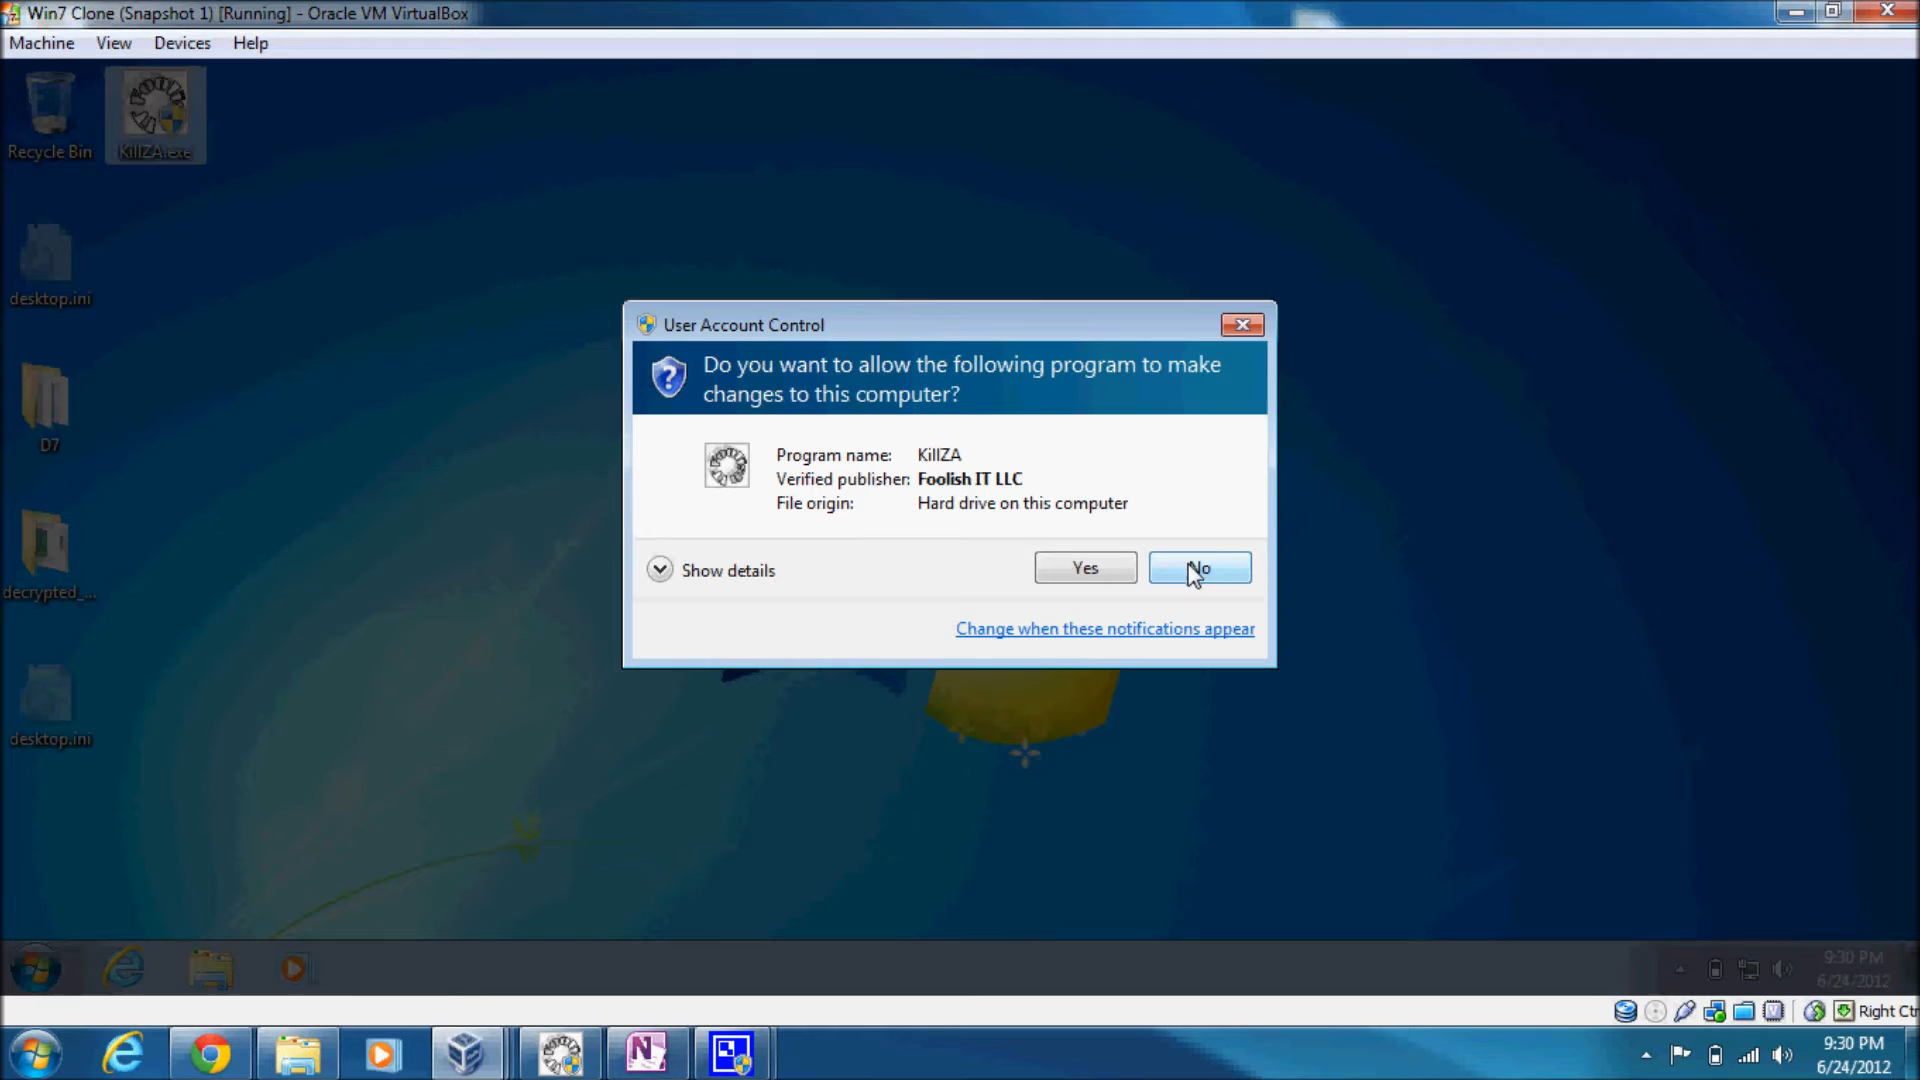 Win7 Clone (Snapshot 1) [Running] - Oracle VM VirtualBox
Machine View Devices Help
Recycle Bin
KillZA.exe
desktop.ini
D7
decrypted_...
desktop.ini
User Account Control
Do you want to allow the following program to make
changes to this computer?
Program name: KillZA
Verified publisher: Foolish IT LLC
File origin: Hard drive on this computer
Show details
Yes
No
Change when these notifications appear
9:30 PM
6/24/2012
Right Ctr
9:30 PM
6/24/2012